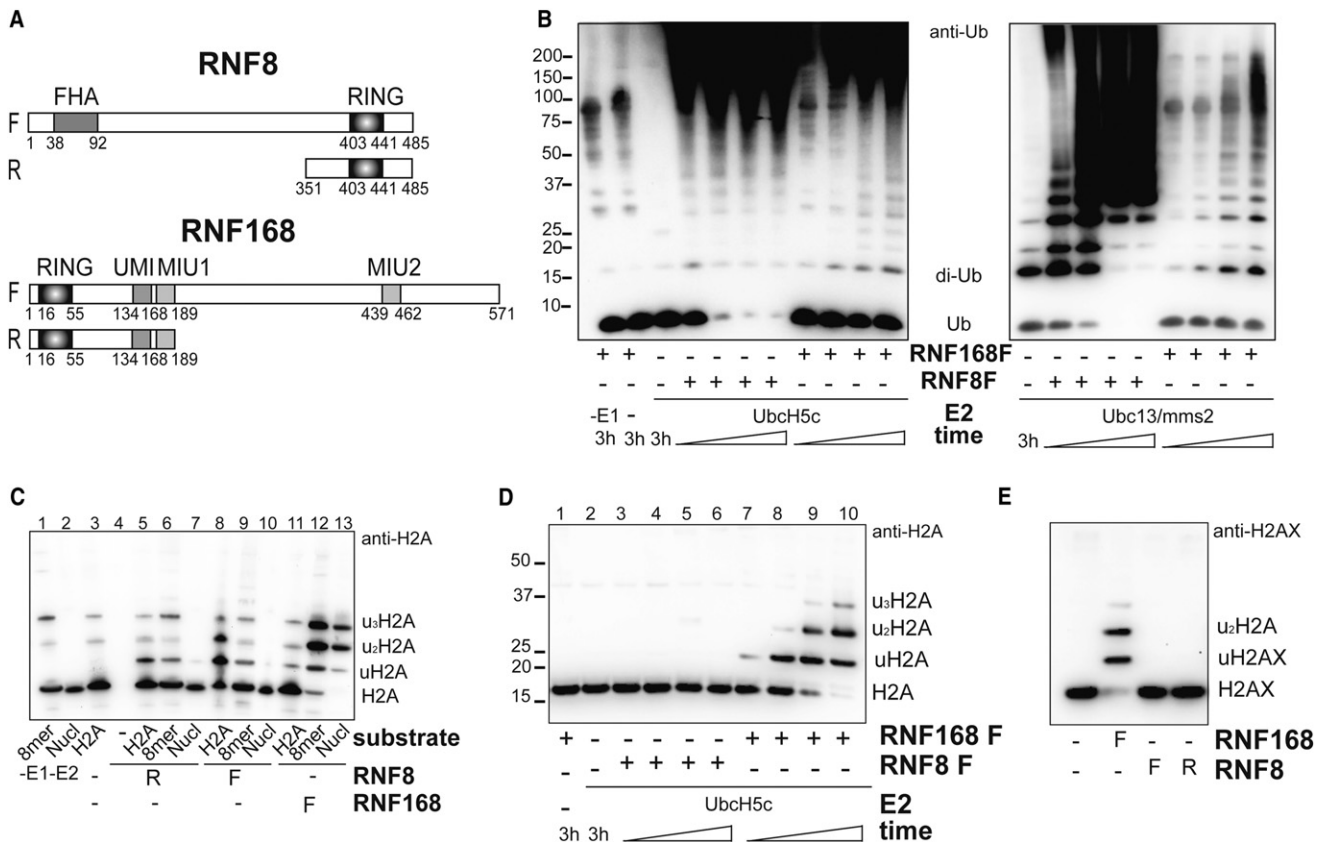 A
RNF8
FHA RING
F
1 38 92 403 441 485
R
351 403 441 485
RNF168
RING UMI MIU1 MIU2
F
1 16 55 134 168 189 439 462 571
R
1 16 55 134 168 189
B
anti-Ub
200
150
100
75
50
37
25
20
15
10
di-Ub
Ub
+ + - - - - - - + + + + RNF168F - - - - - + + + +
- - - + + + + - - - - RNF8F - + + + + - - - -
-E1 - UbcH5c E2 Ubc13/mms2
3h 3h 3h time 3h
C
1 2 3 4 5 6 7 8 9 10 11 12 13
anti-H2A
u3H2A
u2H2A
uH2A
H2A
8mer Nucl H2A - H2A 8mer Nucl H2A 8mer Nucl H2A 8mer Nucl substrate
-E1-E2 - R F - RNF8
- - - F RNF168
D
1 2 3 4 5 6 7 8 9 10
anti-H2A
50
37
25
20
15
u3H2A
u2H2A
uH2A
H2A
+ - - - - - + + + + RNF168 F
- - + + + + - - - - RNF8 F
- UbcH5c E2
3h 3h time
E
anti-H2AX
u2H2A
uH2AX
H2AX
- F - - RNF168
- - F R RNF8